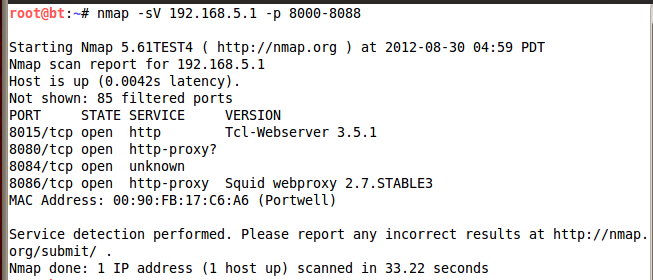 root@bt:~# nmap -sV 192.168.5.1 -p 8000-8088
Starting Nmap 5.61TEST4 ( http://nmap.org ) at 2012-08-30 04:59 PDT
Nmap scan report for 192.168.5.1
Host is up (0.0042s latency).
Not shown: 85 filtered ports
PORT     STATE SERVICE    VERSION
8015/tcp open  http       Tcl-Webserver 3.5.1
8080/tcp open  http-proxy?
8084/tcp open  unknown
8086/tcp open  http-proxy Squid webproxy 2.7.STABLE3
MAC Address: 00:90:FB:17:C6:A6 (Portwell)
Service detection performed. Please report any incorrect results at http://nmap.
org/submit/ .
Nmap done: 1 IP address (1 host up) scanned in 33.22 seconds